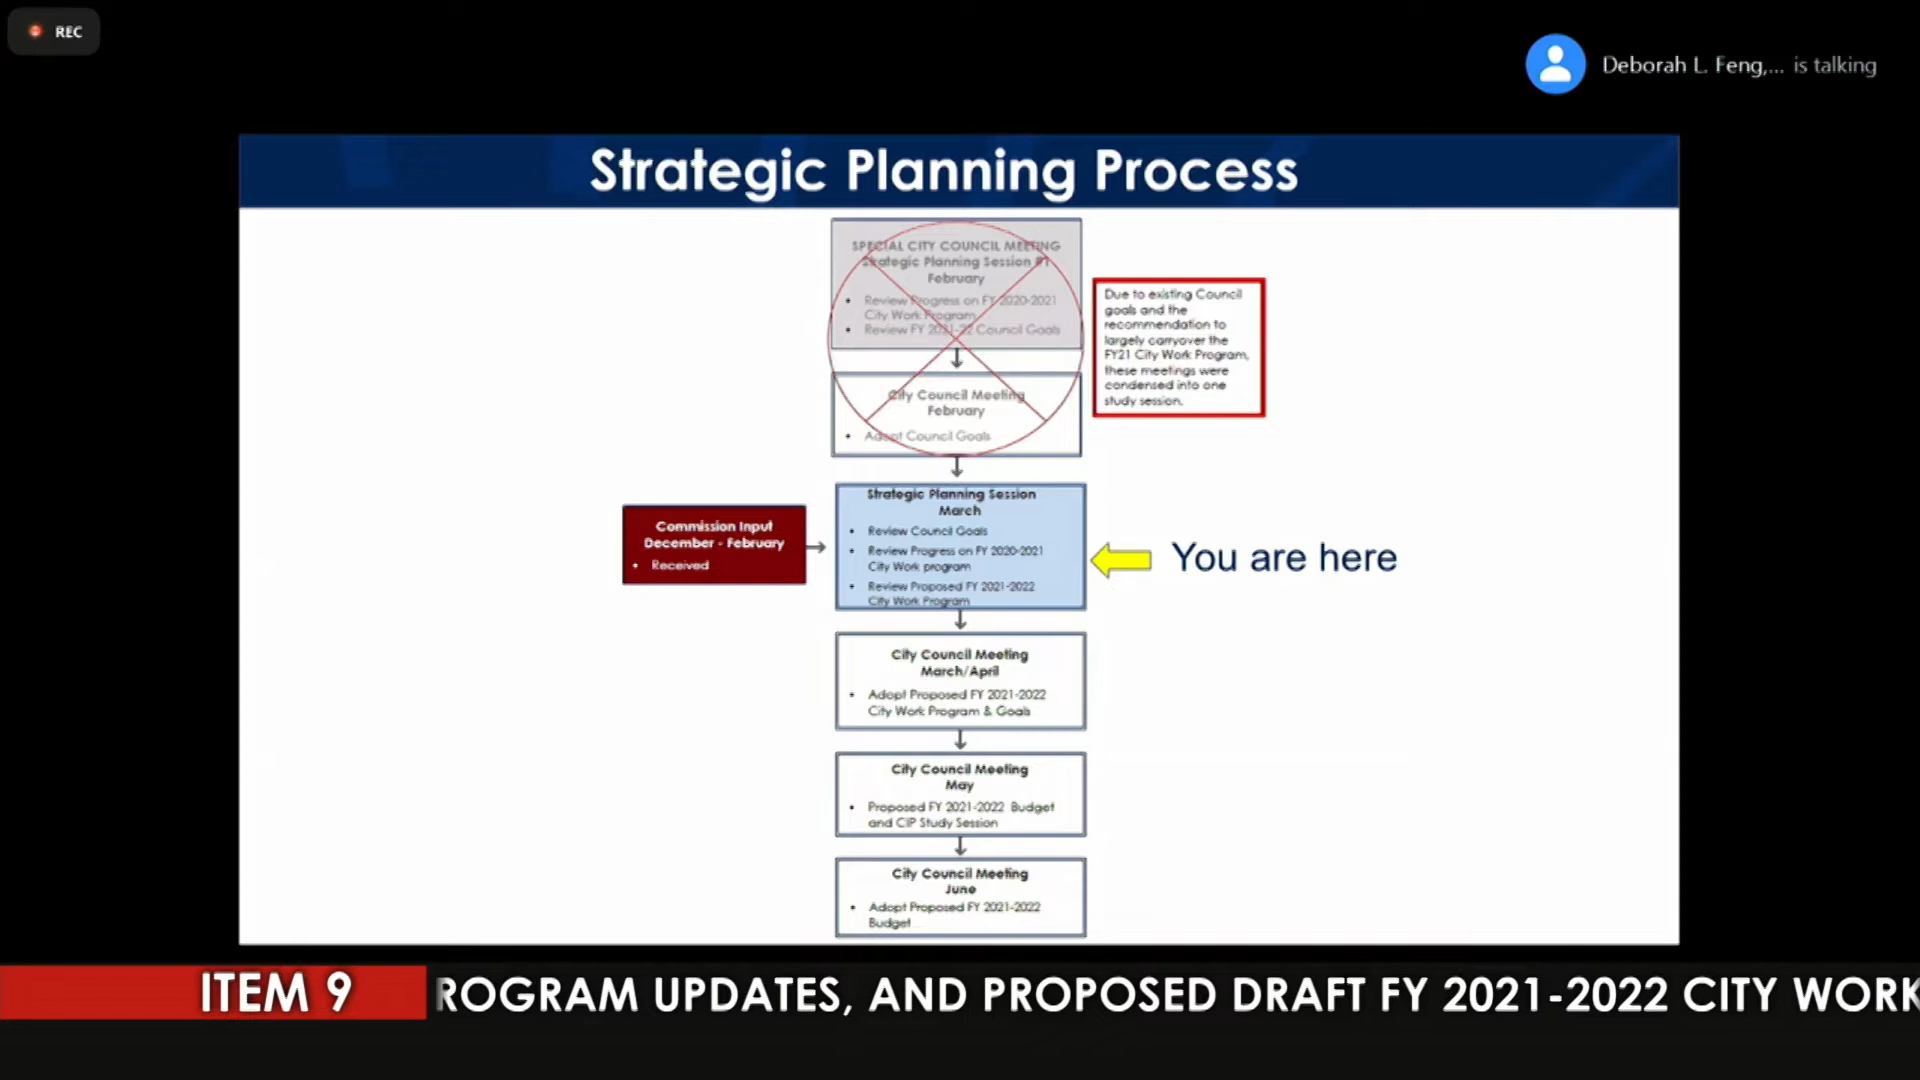 REC
Deborah L. Feng,... is talking
Strategic Planning Process
SPECIAL CITY COUNCIL MEETING
Strategic Planning Session #1
February
• Review Progress on FY 2020-2021
City Work Program
• Review FY 2021-22 Council Goals
City Council Meeting
February
• Adopt Council Goals
Due to existing Council
goals and the
recommendation to
largely carryover the
FY21 City Work Program,
these meetings were
condensed into one
study session.
Commission Input
December - February
• Received
Strategic Planning Session
March
• Review Council Goals
• Review Progress on FY 2020-2021
City Work program
• Review Proposed FY 2021-2022
City Work Program
You are here
City Council Meeting
March/April
• Adopt Proposed FY 2021-2022
City Work Program & Goals
City Council Meeting
May
• Proposed FY 2021-2022 Budget
and CIP Study Session
City Council Meeting
June
• Adopt Proposed FY 2021-2022
Budget
ITEM 9
ROGRAM UPDATES, AND PROPOSED DRAFT FY 2021-2022 CITY WORK